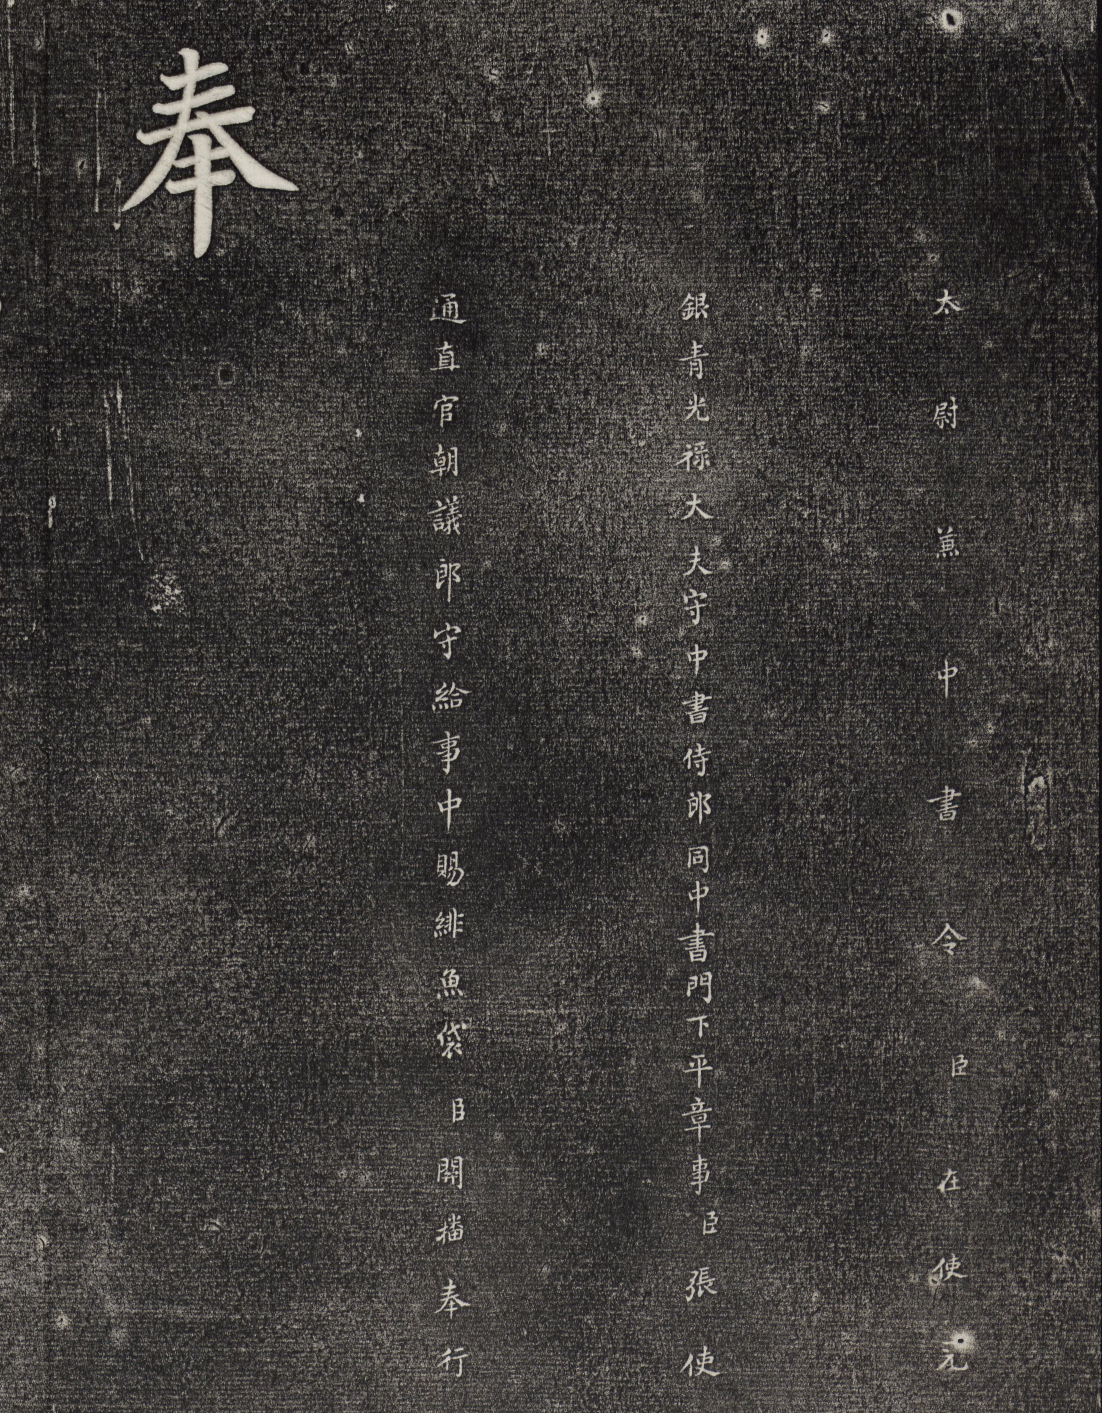 太尉兼中書令臣在使元
銀青光禄大夫守中書侍郎同中書門下平章事臣張使
通直官朝議郎守給事中賜緋魚袋臣開播奉行
奉